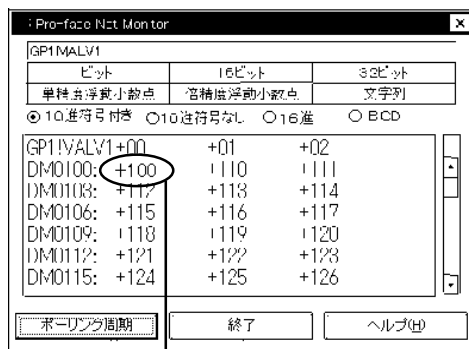 Pro-face Net Monitor
GP1!VALV1
ビット 16ビット 32ビット
単精度浮動小数点 倍精度浮動小数点 文字列
10進符号付き 10進符号なし 16進 BCD
GP1!VALV1 +00 +01 +02
DM0100: +100 +110 +111
DM0103: +112 +113 +114
DM0106: +115 +116 +117
DM0109: +118 +119 +120
DM0112: +121 +122 +123
DM0115: +124 +125 +126
ポーリング周期 終了 ヘルプ(H)